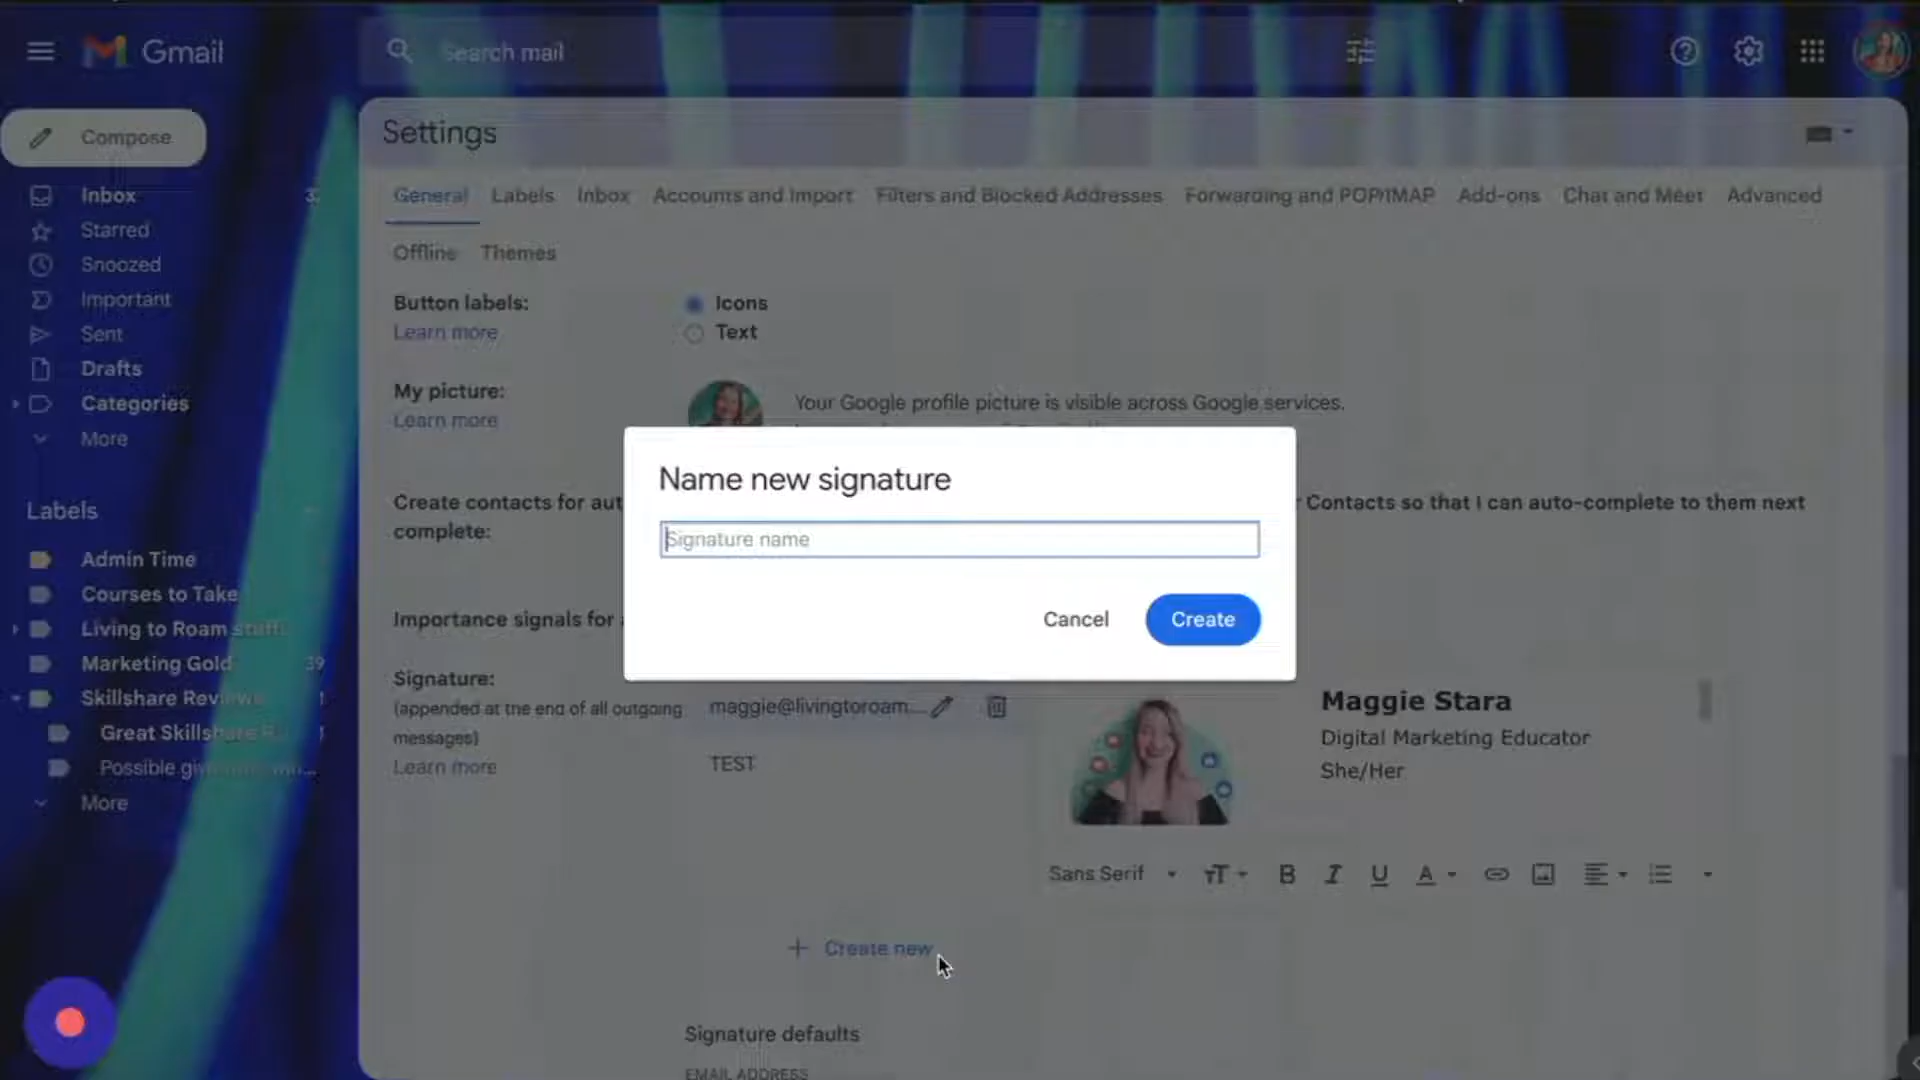 Gmail
Search mail
Compose
Settings
General Labels Inbox Accounts and Import Filters and Blocked Addresses Forwarding and POP/IMAP Add-ons Chat and Meet Advanced
Offline Themes
Inbox
Starred
Snoozed
Important
Sent
Drafts
Categories
More
Labels
Admin Time
Courses to Take
Living to Roam stuff
Marketing Gold 39
Skillshare Reviews 1
Great Skillshare R... 1
Possible
More
Button labels:
Learn more
Icons
Text
My picture:
Learn more
Your Google profile picture is visible across Google services.
Create contacts for aut
complete:
r Contacts so that I can auto-complete to them next
Name new signature
Signature name
Cancel Create
Importance signals for
Signature:
(appended at the end of all outgoing
messages)
Learn more
maggie@livingtoroam....
TEST
Maggie Stara
Digital Marketing Educator
She/Her
Sans Serif
Create new
Signature defaults
EMAIL ADDRESS